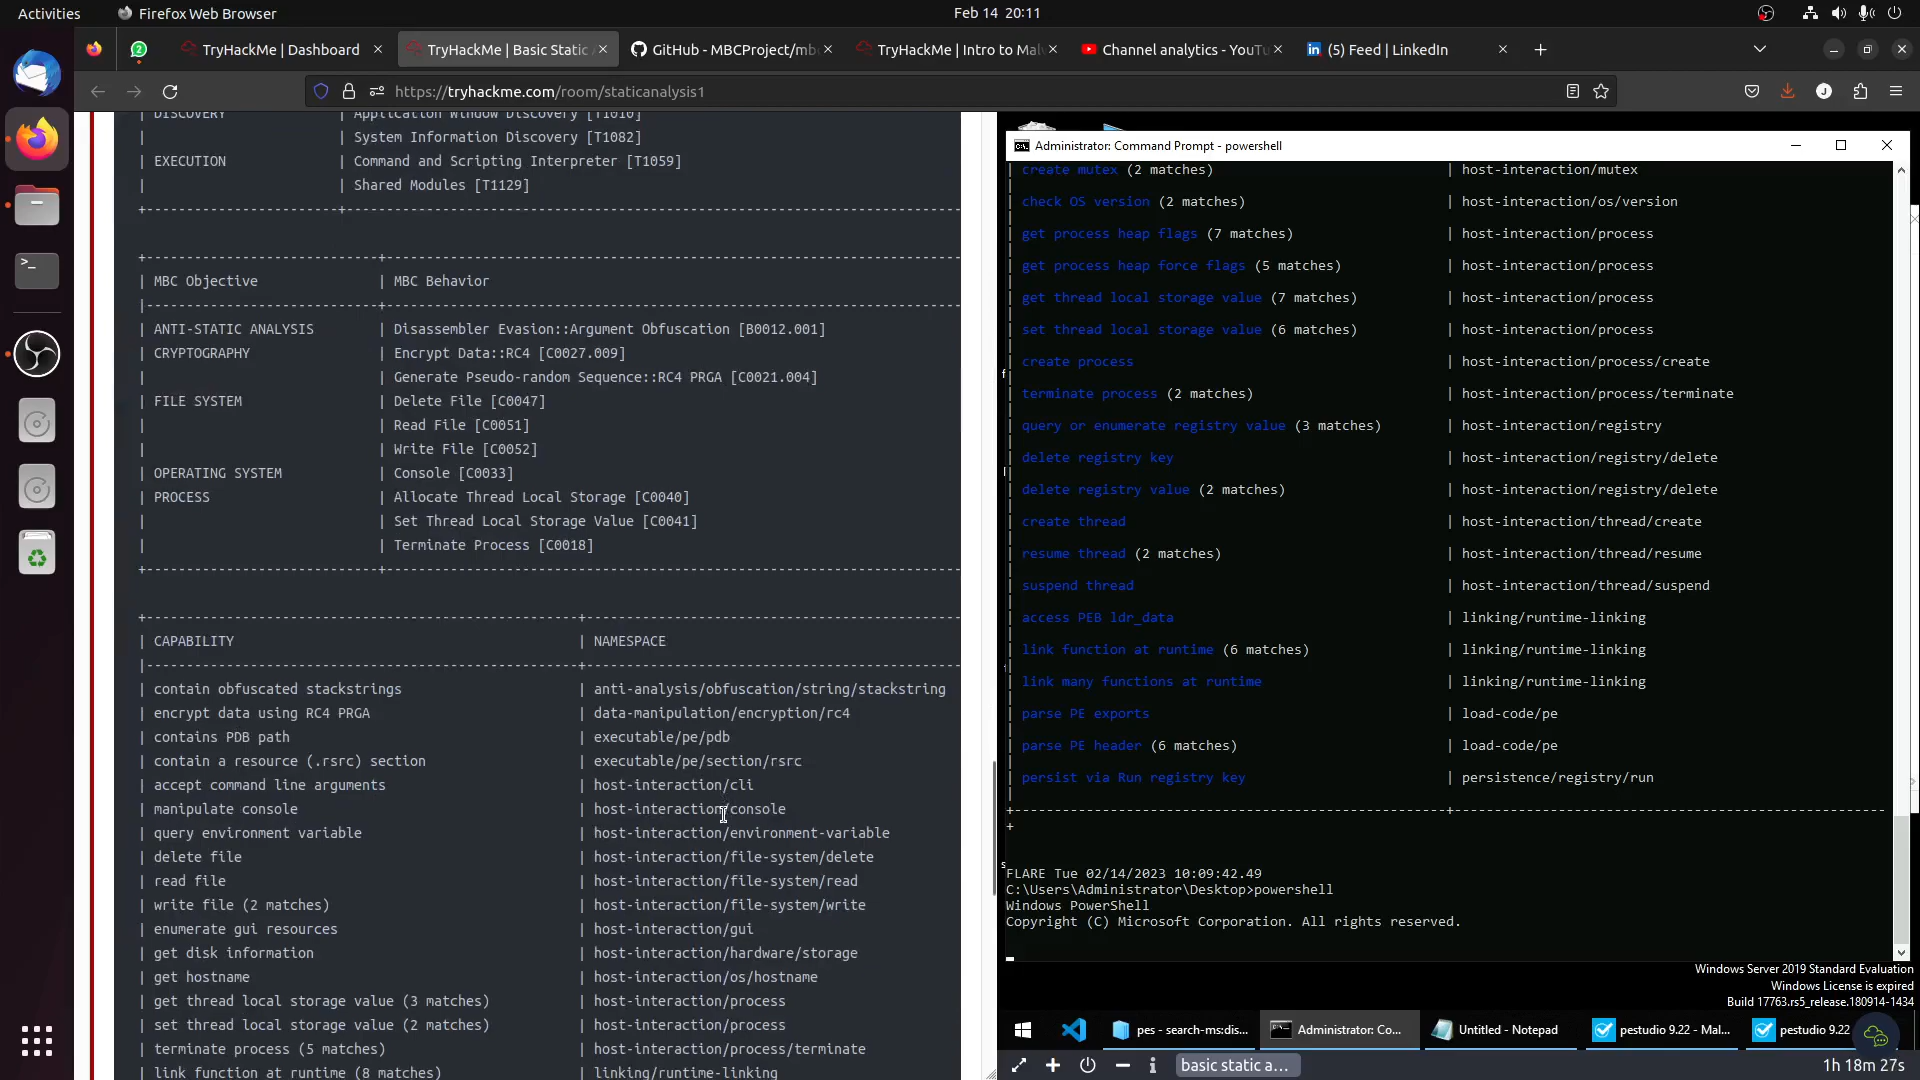 Activities
Firefox Web Browser
Feb 14 20:11
TryHackMe | Dashboard
TryHackMe | Basic Static
GitHub - MBCProject/mb
TryHackMe | Intro to Mal
Channel analytics - YouTu
(5) Feed | LinkedIn
https://tryhackme.com/room/staticanalysis1
| DISCOVERY | Application Window Discovery [T1010]
| | System Information Discovery [T1082]
| EXECUTION | Command and Scripting Interpreter [T1059]
| | Shared Modules [T1129]
| MBC Objective | MBC Behavior
| ANTI-STATIC ANALYSIS | Disassembler Evasion::Argument Obfuscation [B0012.001]
| CRYPTOGRAPHY | Encrypt Data::RC4 [C0027.009]
| | Generate Pseudo-random Sequence::RC4 PRGA [C0021.004]
| FILE SYSTEM | Delete File [C0047]
| | Read File [C0051]
| | Write File [C0052]
| OPERATING SYSTEM | Console [C0033]
| PROCESS | Allocate Thread Local Storage [C0040]
| | Set Thread Local Storage Value [C0041]
| | Terminate Process [C0018]
| CAPABILITY | NAMESPACE
| contain obfuscated stackstrings | anti-analysis/obfuscation/string/stackstring
| encrypt data using RC4 PRGA | data-manipulation/encryption/rc4
| contains PDB path | executable/pe/pdb
| contain a resource (.rsrc) section | executable/pe/section/rsrc
| accept command line arguments | host-interaction/cli
| manipulate console | host-interaction/console
| query environment variable | host-interaction/environment-variable
| delete file | host-interaction/file-system/delete
| read file | host-interaction/file-system/read
| write file (2 matches) | host-interaction/file-system/write
| enumerate gui resources | host-interaction/gui
| get disk information | host-interaction/hardware/storage
| get hostname | host-interaction/os/hostname
| get thread local storage value (3 matches) | host-interaction/process
| set thread local storage value (2 matches) | host-interaction/process
| terminate process (5 matches) | host-interaction/process/terminate
| link function at runtime (8 matches) | linking/runtime-linking
Administrator: Command Prompt - powershell
| create mutex (2 matches) | host-interaction/mutex
| check OS version (2 matches) | host-interaction/os/version
| get process heap flags (7 matches) | host-interaction/process
| get process heap force flags (5 matches) | host-interaction/process
| get thread local storage value (7 matches) | host-interaction/process
| set thread local storage value (6 matches) | host-interaction/process
| create process | host-interaction/process/create
| terminate process (2 matches) | host-interaction/process/terminate
| query or enumerate registry value (3 matches) | host-interaction/registry
| delete registry key | host-interaction/registry/delete
| delete registry value (2 matches) | host-interaction/registry/delete
| create thread | host-interaction/thread/create
| resume thread (2 matches) | host-interaction/thread/resume
| suspend thread | host-interaction/thread/suspend
| access PEB ldr_data | linking/runtime-linking
| link function at runtime (6 matches) | linking/runtime-linking
| link many functions at runtime | linking/runtime-linking
| parse PE exports | load-code/pe
| parse PE header (6 matches) | load-code/pe
| persist via Run registry key | persistence/registry/run
FLARE Tue 02/14/2023 10:09:42.49
C:\Users\Administrator\Desktop>powershell
Windows PowerShell
Copyright (C) Microsoft Corporation. All rights reserved.
Windows Server 2019 Standard Evaluation
Windows License is expired
Build 17763.rs5_release.180914-1434
pes - search-ms:dis...
Administrator: Co...
Untitled - Notepad
pestudio 9.22 - Mal...
pestudio 9.22
basic static a...
1h 18m 27s